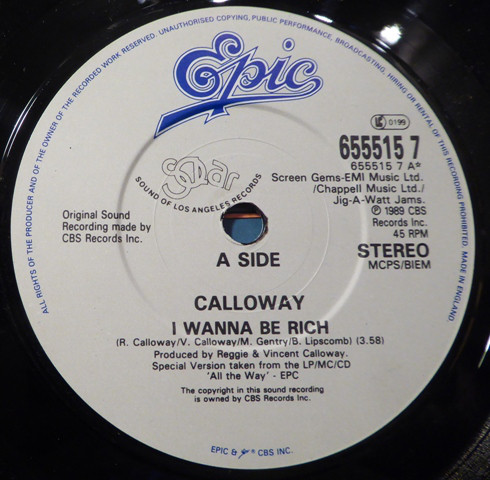 ALL RIGHTS OF THE PRODUCER AND OF THE OWNER OF THE RECORDED WORK RESERVED. UNAUTHORISED COPYING, PUBLIC PERFORMANCE, BROADCASTING, HIRING OR RENTAL OF THIS RECORDING PROHIBITED. MADE IN ENGLAND.
Epic
LC 0199
655515 7
655515 7 A*
Solar
SOUND OF LOS ANGELES RECORDS
Screen Gems-EMI Music Ltd.
/Chappell Music Ltd./
Jig-A-Watt Jams.
℗ 1989 CBS
Records Inc.
45 RPM
Original Sound
Recording made by
CBS Records Inc.
STEREO
MCPS/BIEM
A SIDE
CALLOWAY
I WANNA BE RICH
(R. Calloway/V. Calloway/M. Gentry/B. Lipscomb) (3.58)
Produced by Reggie & Vincent Calloway.
Special Version taken from the LP/MC/CD
'All the Way' - EPC
The copyright in this sound recording
is owned by CBS Records Inc.
EPIC & ® CBS INC.